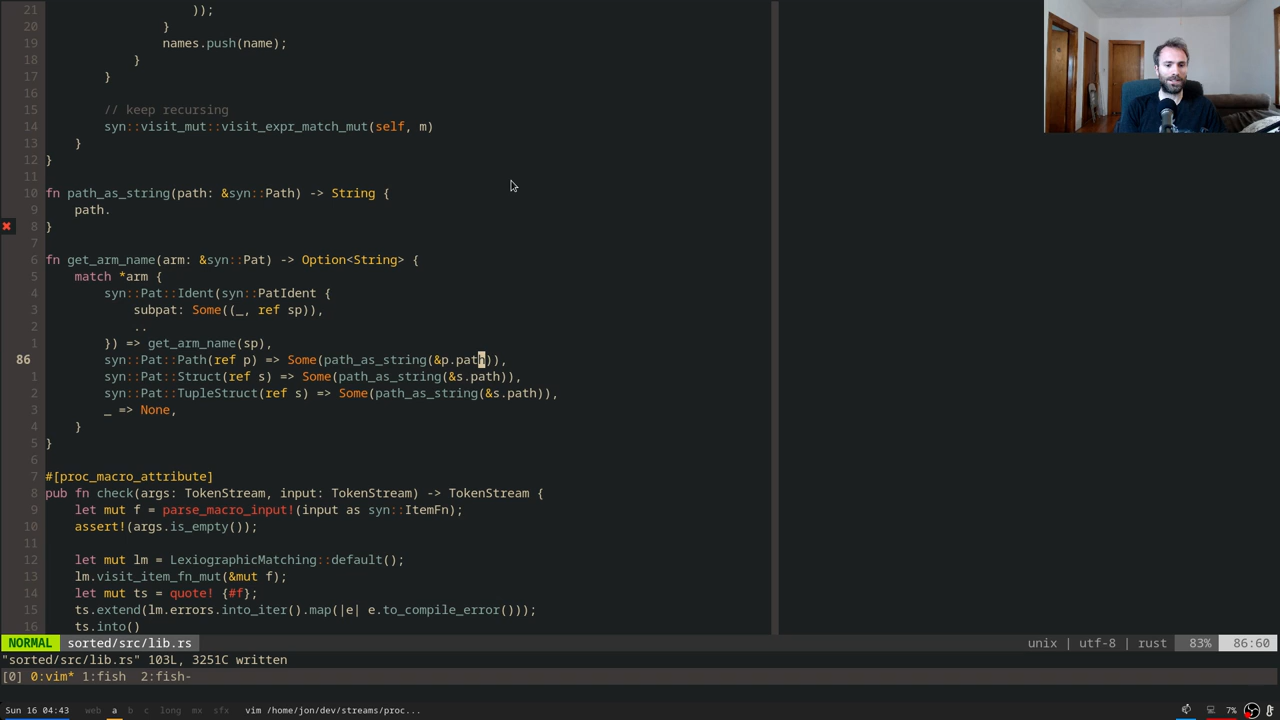 21                     ));
20                 }
19                 names.push(name);
18             }
17         }
16
15         // keep recursing
14         syn::visit_mut::visit_expr_match_mut(self, m)
13     }
12 }
11
10 fn path_as_string(path: &syn::Path) -> String {
9     path.
✖ 8 }
7
6 fn get_arm_name(arm: &syn::Pat) -> Option<String> {
5     match *arm {
4         syn::Pat::Ident(syn::PatIdent {
3             subpat: Some((_, ref sp)),
2             ..
1         }) => get_arm_name(sp),
86         syn::Pat::Path(ref p) => Some(path_as_string(&p.path)),
1         syn::Pat::Struct(ref s) => Some(path_as_string(&s.path)),
2         syn::Pat::TupleStruct(ref s) => Some(path_as_string(&s.path)),
3         _ => None,
4     }
5 }
6
7 #[proc_macro_attribute]
8 pub fn check(args: TokenStream, input: TokenStream) -> TokenStream {
9     let mut f = parse_macro_input!(input as syn::ItemFn);
10     assert!(args.is_empty());
11
12     let mut lm = LexiographicMatching::default();
13     lm.visit_item_fn_mut(&mut f);
14     let mut ts = quote! {#f};
15     ts.extend(lm.errors.into_iter().map(|e| e.to_compile_error()));
16     ts.into()
NORMAL sorted/src/lib.rs unix | utf-8 | rust 83% 86:60
"sorted/src/lib.rs" 103L, 3251C written
[0] 0:vim* 1:fish 2:fish-
Sun 16 04:43 web a b c long mx sfx vim /home/jon/dev/streams/proc... 7%